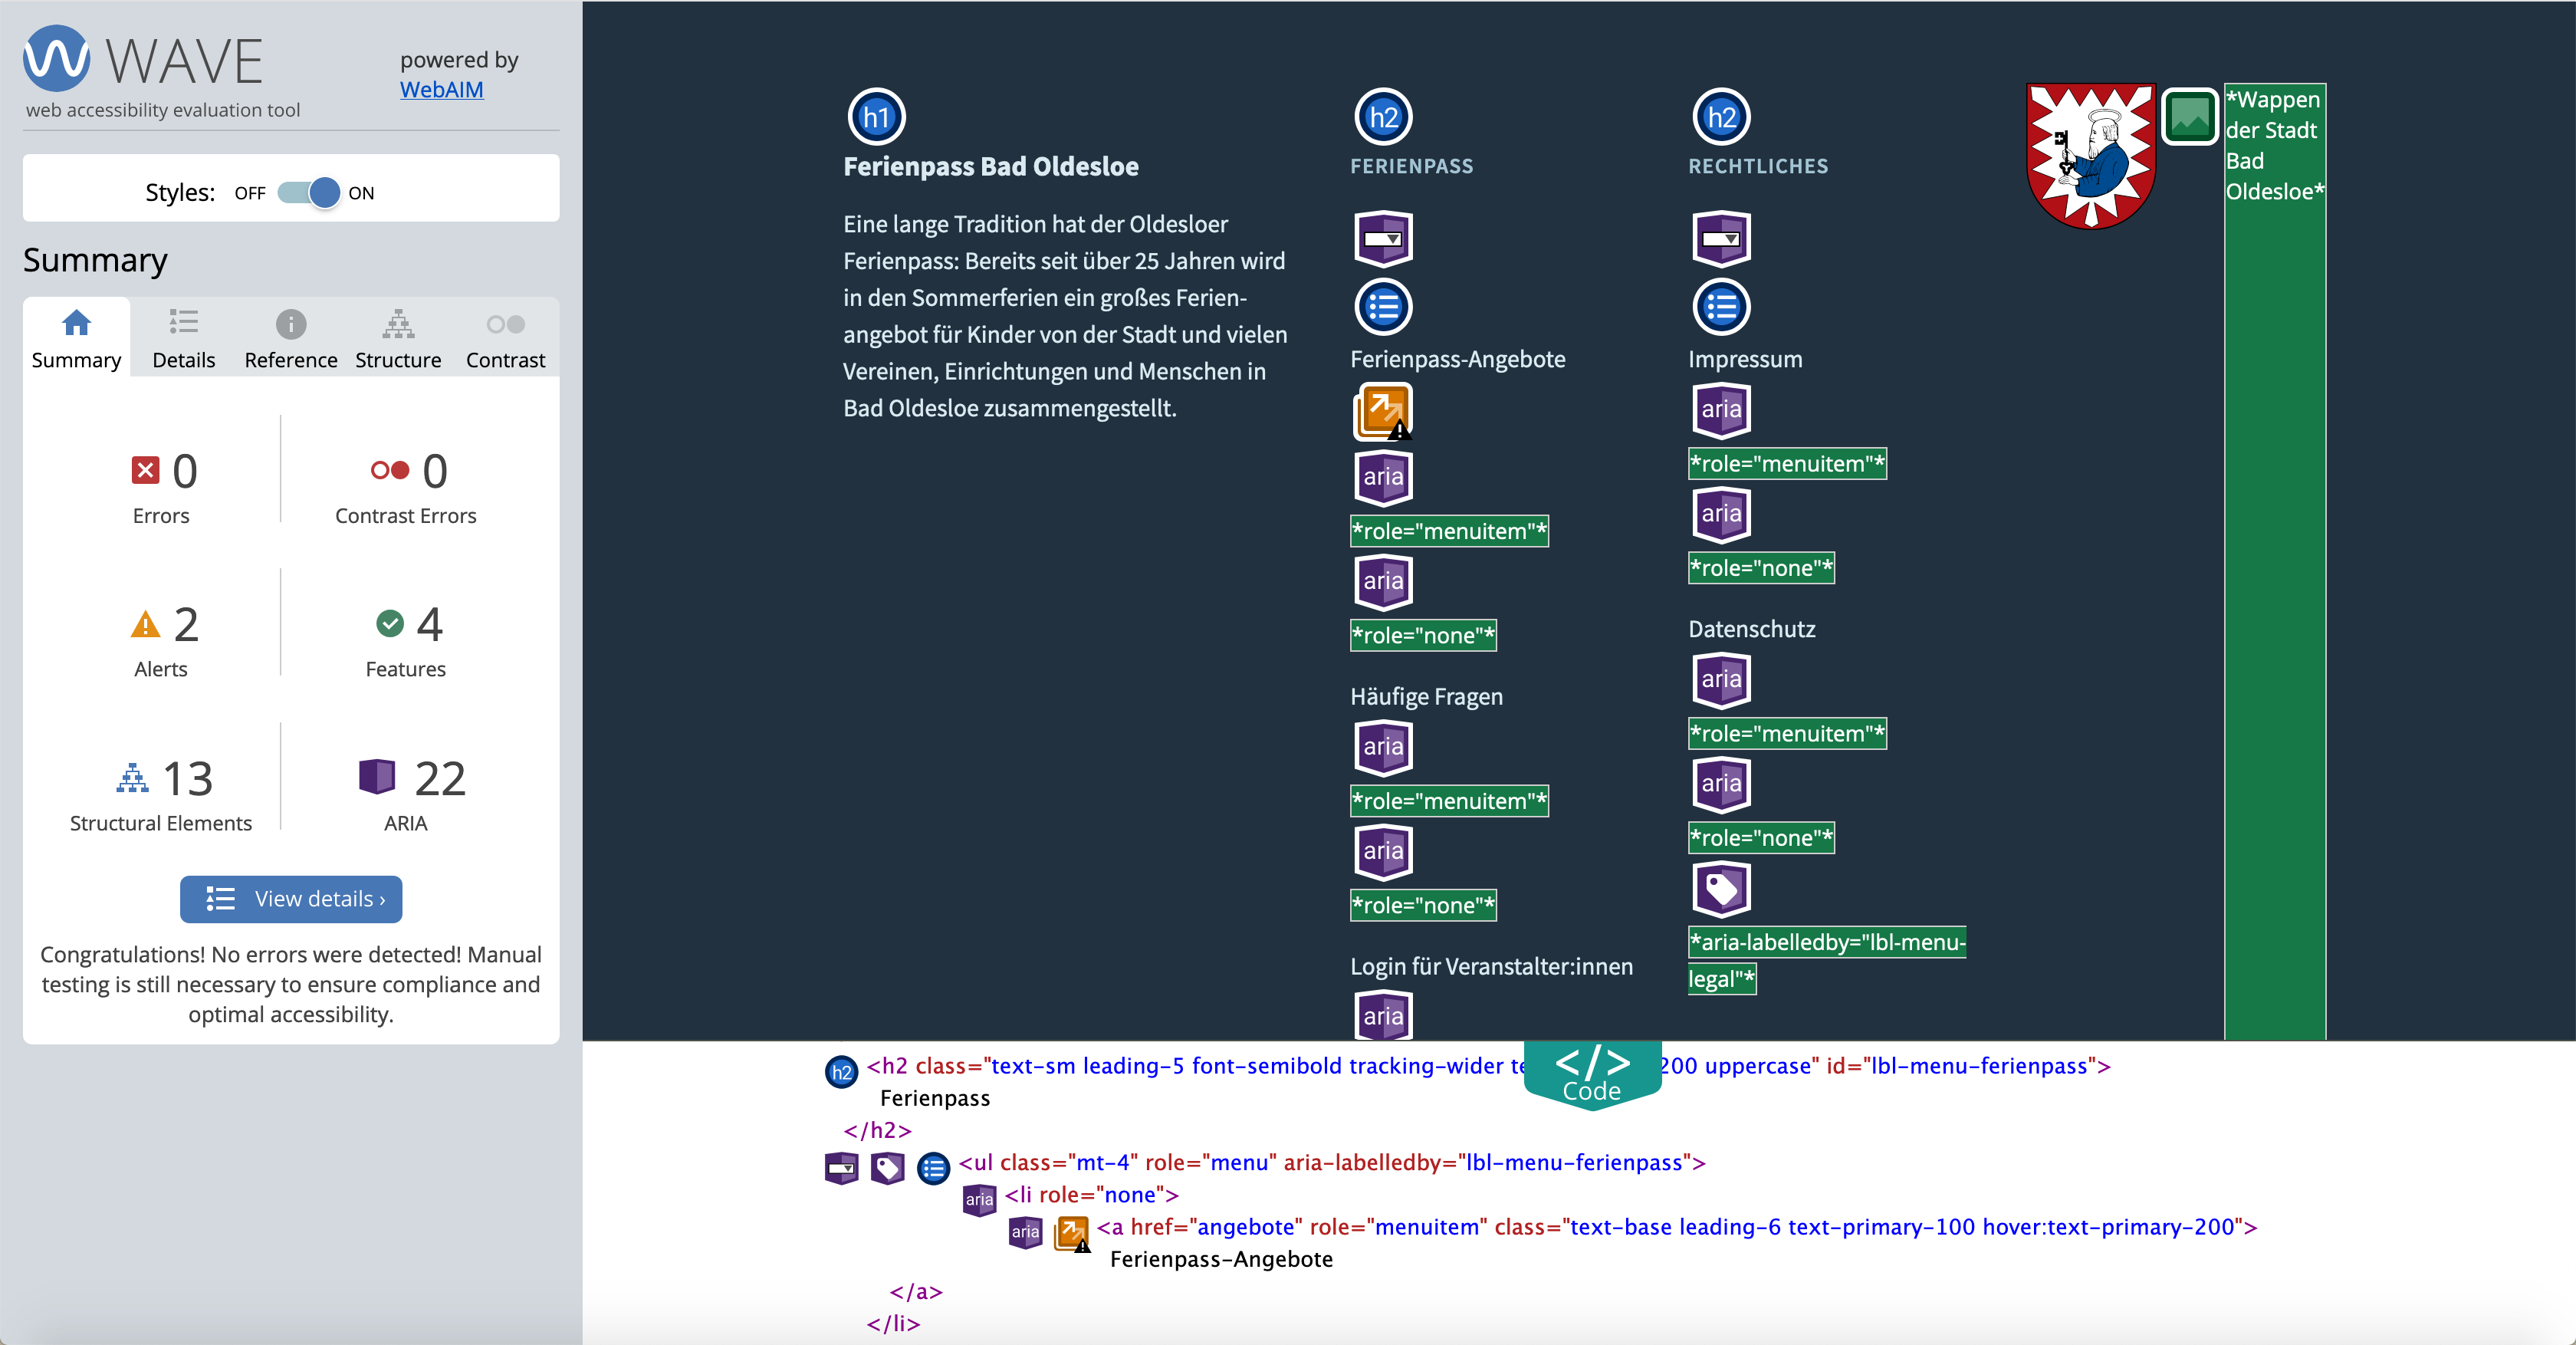 WAVE
web accessibility evaluation tool
powered by
WebAIM
Styles: OFF ON
Summary
Summary
Details
Reference
Structure
Contrast
0
Errors
0
Contrast Errors
2
Alerts
4
Features
13
Structural Elements
22
ARIA
View details ›
Congratulations! No errors were detected! Manual
testing is still necessary to ensure compliance and
optimal accessibility.
h1
Ferienpass Bad Oldesloe
Eine lange Tradition hat der Oldesloer
Ferienpass: Bereits seit über 25 Jahren wird
in den Sommerferien ein großes Ferien-
angebot für Kinder von der Stadt und vielen
Vereinen, Einrichtungen und Menschen in
Bad Oldesloe zusammengestellt.
h2
FERIENPASS
Ferienpass-Angebote
aria
*role="menuitem"*
aria
*role="none"*
Häufige Fragen
aria
*role="menuitem"*
aria
*role="none"*
Login für Veranstalter:innen
aria
h2
RECHTLICHES
Impressum
aria
*role="menuitem"*
aria
*role="none"*
Datenschutz
aria
*role="menuitem"*
aria
*role="none"*
*aria-labelledby="lbl-menu-
legal"*
*Wappen
der Stadt
Bad
Oldesloe*
</>
Code
h2 <h2 class="text-sm leading-5 font-semibold tracking-wider te 200 uppercase" id="lbl-menu-ferienpass">
Ferienpass
</h2>
<ul class="mt-4" role="menu" aria-labelledby="lbl-menu-ferienpass">
aria <li role="none">
aria <a href="angebote" role="menuitem" class="text-base leading-6 text-primary-100 hover:text-primary-200">
Ferienpass-Angebote
</a>
</li>